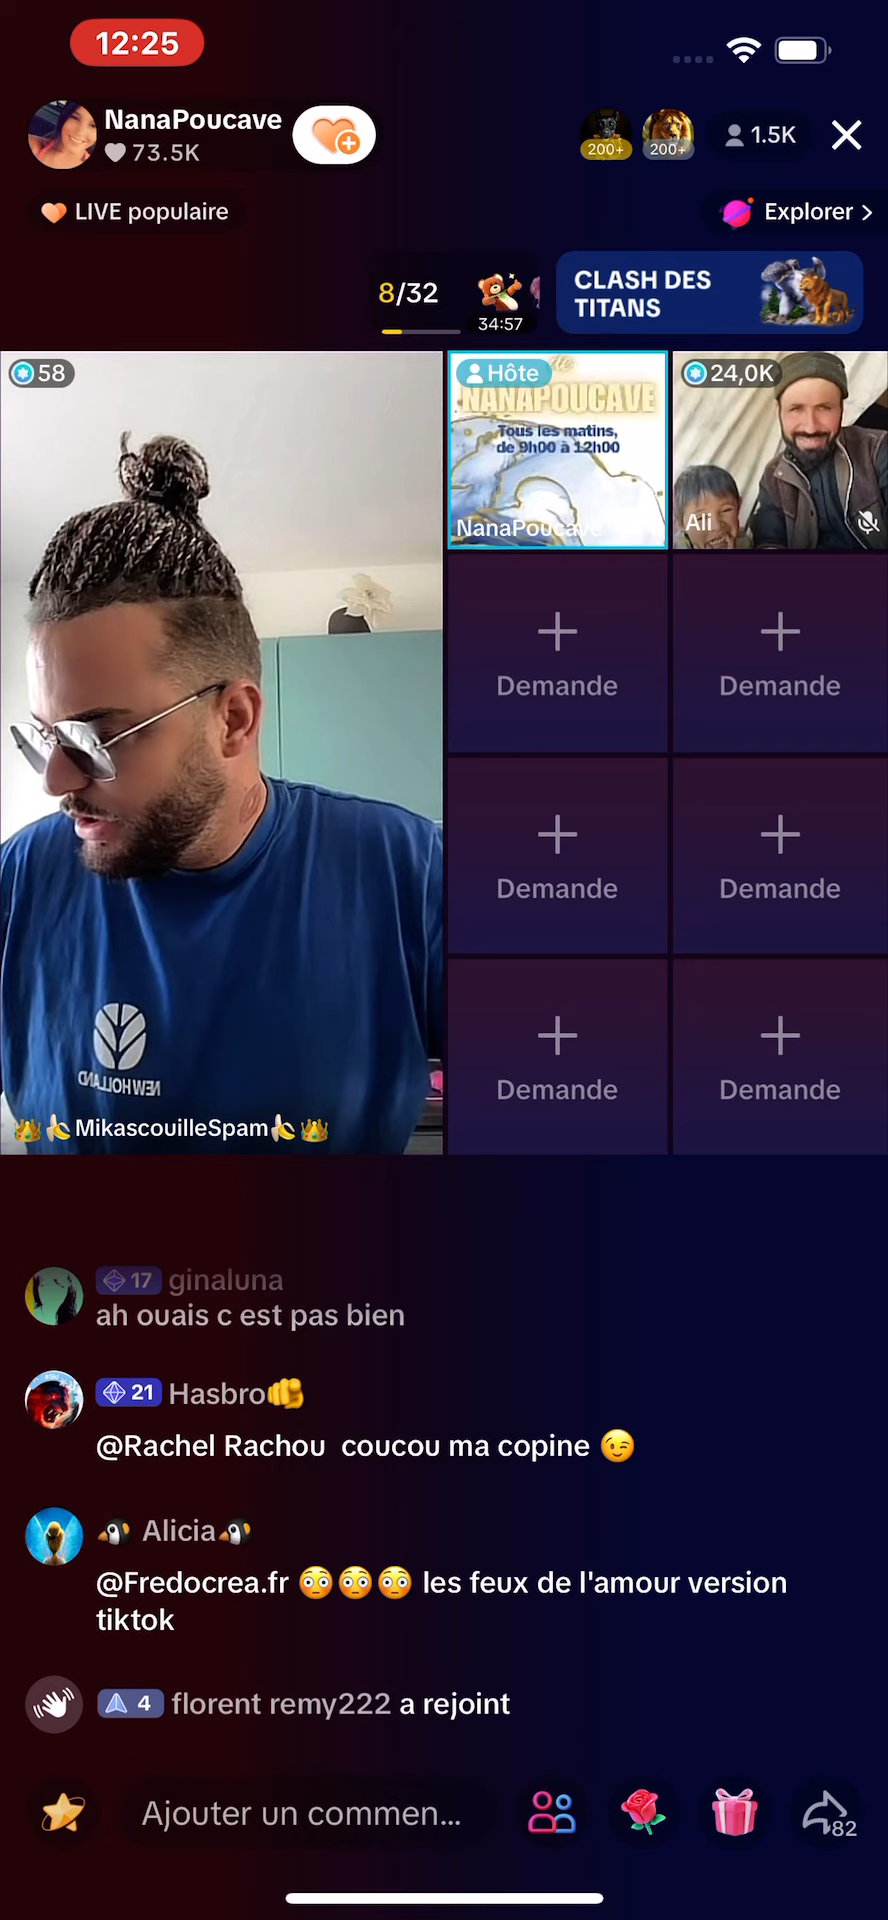 12:25
NanaPoucave
73.5K
200+
200+
1.5K
LIVE populaire
Explorer >
8/32
34:57
CLASH DES
TITANS
58
Hôte
de
NANAPOUCAVE
Tous les matins,
de 9h00 à 12h00
NanaPoucave
24,0K
Ali
Demande
Demande
Demande
Demande
Demande
Demande
NEW HOLLAND
MikascouilleSpam
17 ginaluna
ah ouais c est pas bien
21 Hasbro🫵
@Rachel Rachou coucou ma copine 😉
🐧 Alicia🐧
@Fredocrea.fr 😳😳😳 les feux de l'amour version
tiktok
4 florent remy222 a rejoint
Ajouter un commen...
82